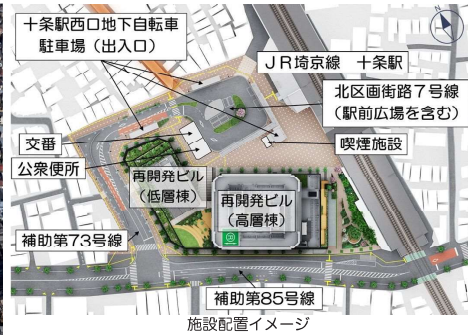 十条駅西口地下自転車
駐車場（出入口）
N
JR埼京線 十条駅
北区画街路7号線
（駅前広場を含む）
交番
公衆便所
喫煙施設
再開発ビル
（低層棟）
再開発ビル
（高層棟）
補助第73号線
補助第85号線
施設配置イメージ